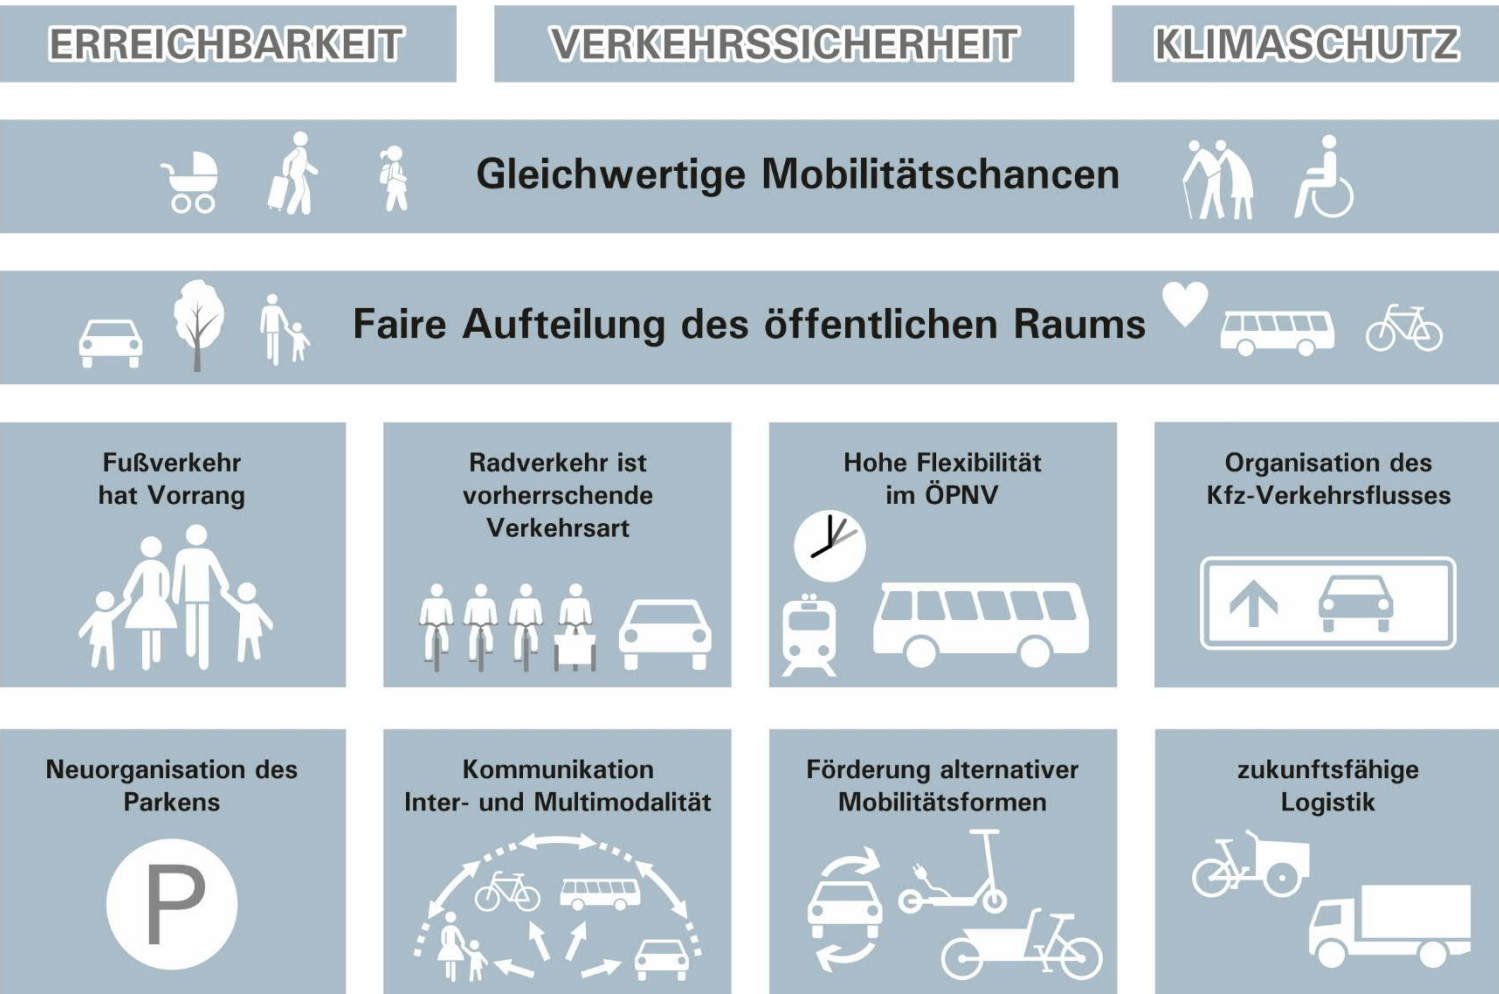 ERREICHBARKEIT
VERKEHRSSICHERHEIT
KLIMASCHUTZ
Gleichwertige Mobilitätschancen
Faire Aufteilung des öffentlichen Raums
Fußverkehr
hat Vorrang
Radverkehr ist
vorherrschende
Verkehrsart
Hohe Flexibilität
im ÖPNV
Organisation des
Kfz-Verkehrsflusses
Neuorganisation des
Parkens
P
Kommunikation
Inter- und Multimodalität
Förderung alternativer
Mobilitätsformen
zukunftsfähige
Logistik